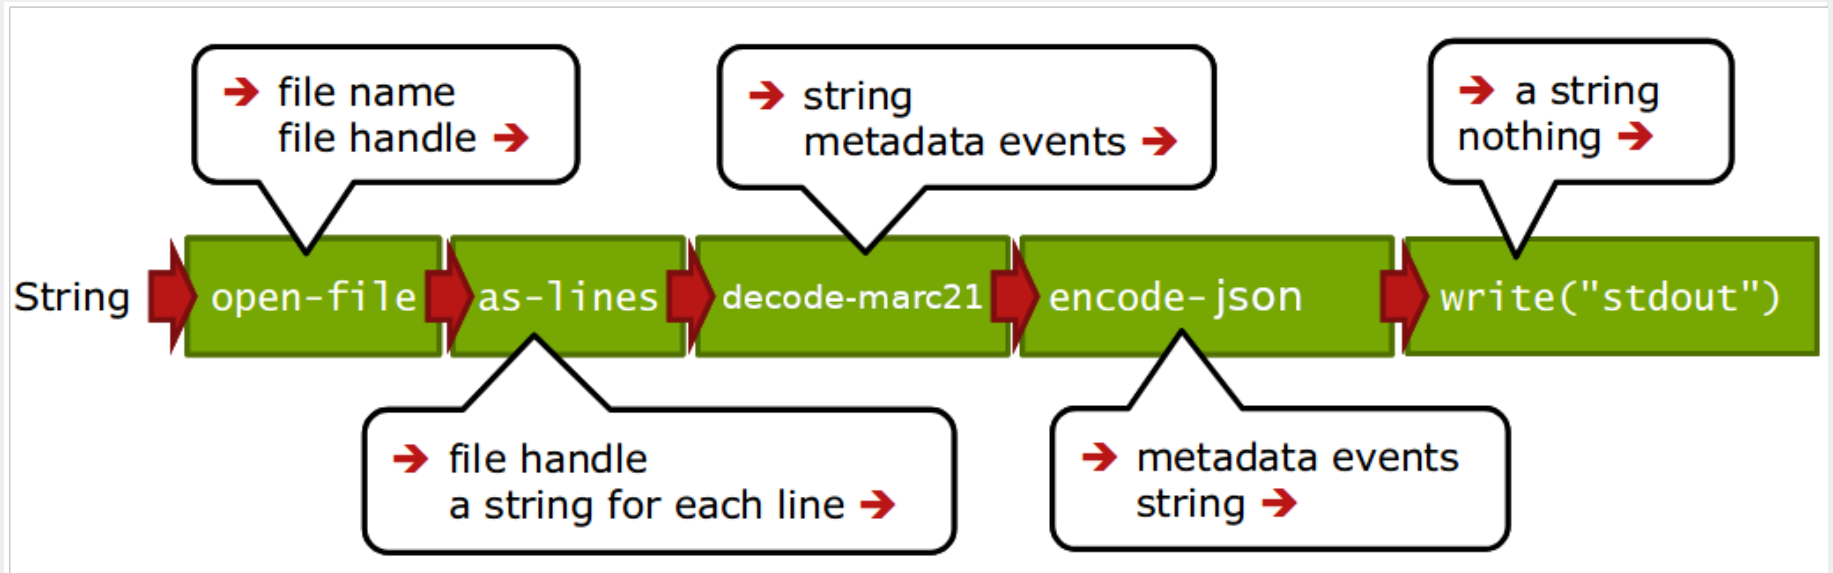 ➔ file name
file handle ➔
➔ string
metadata events ➔
➔ a string
nothing ➔
String
open-file
as-lines
decode-marc21
encode-json
write("stdout")
➔ file handle
a string for each line ➔
➔ metadata events
string ➔